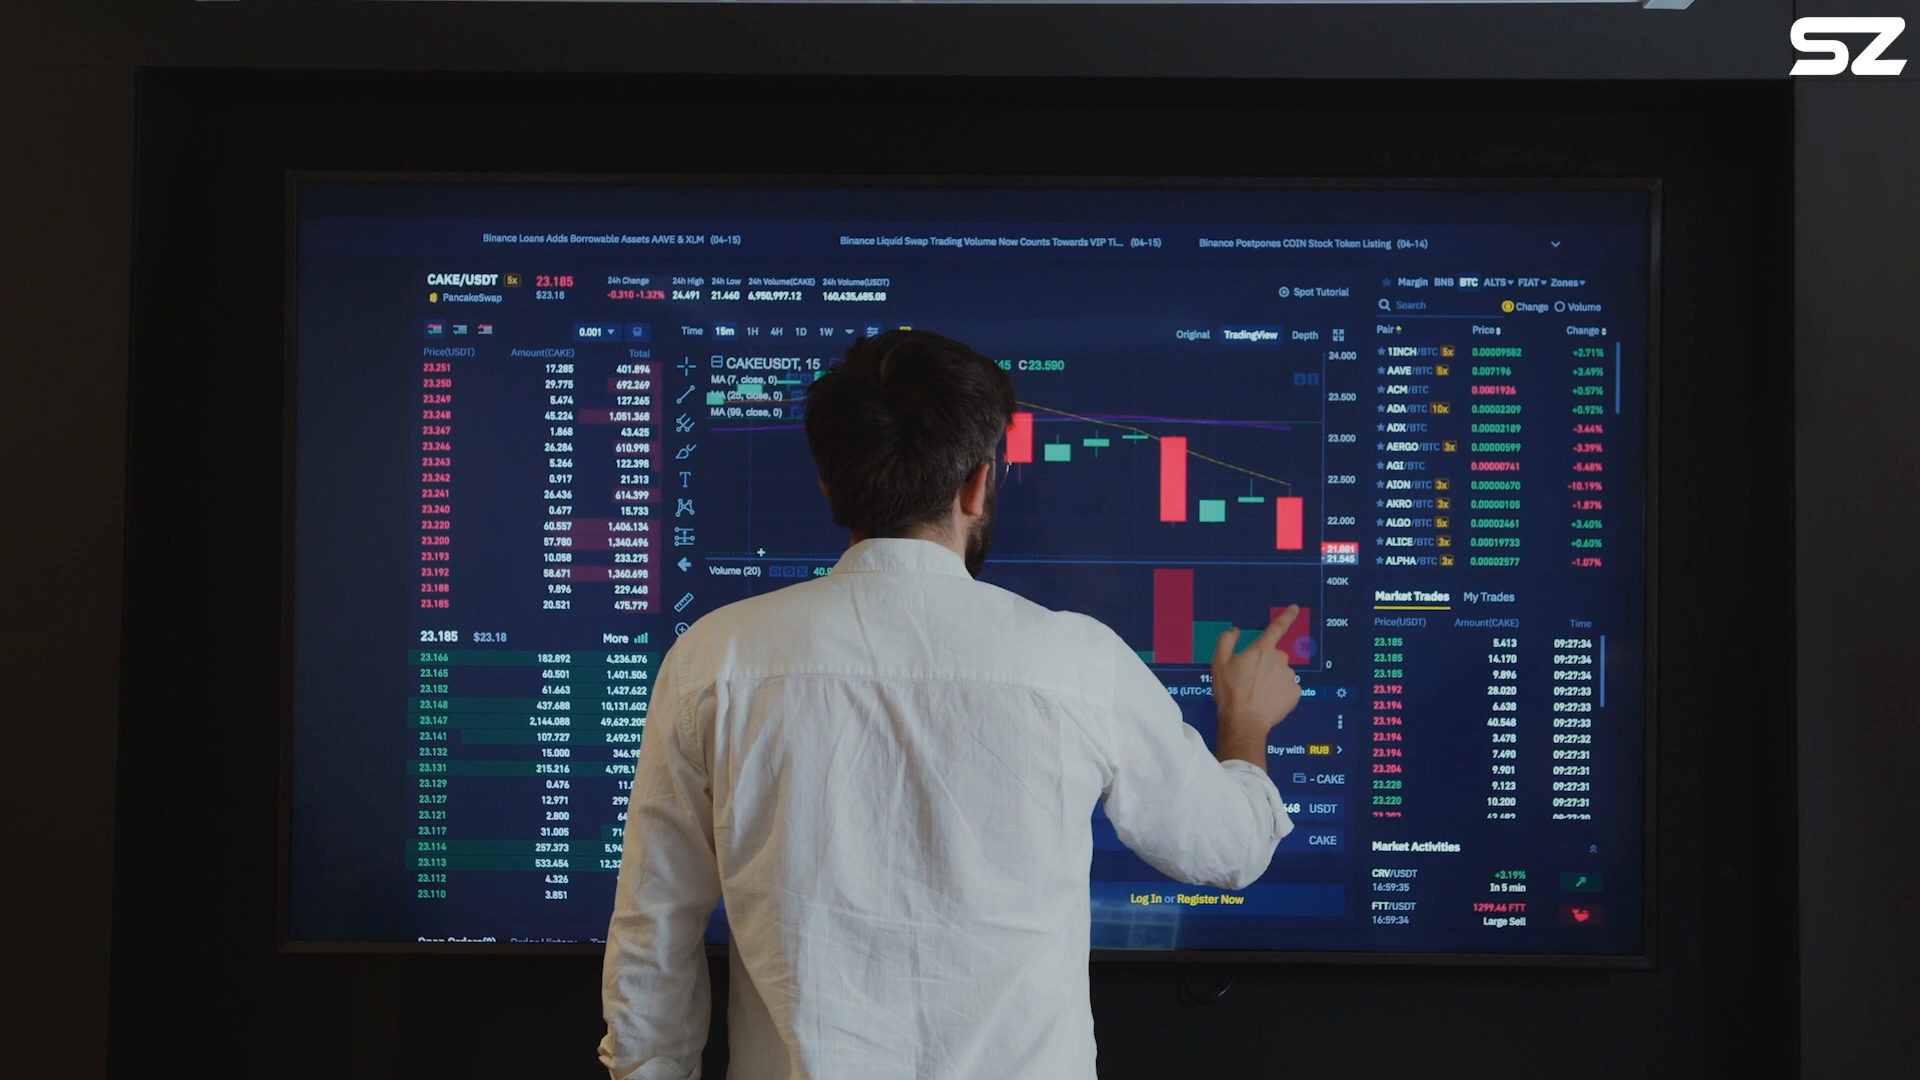 SZ
Binance Loans Adds Borrowable Assets AAVE & XLM (04-15)
Binance Liquid Swap Trading Volume Now Counts Towards VIP Ti... (04-15)
Binance Postpones COIN Stock Token Listing (04-14)
CAKE/USDT 5x 23.185
PancakeSwap $23.18
24h Change 24h High 24h Low 24h Volume(CAKE) 24h Volume(USDT)
-0.310 -1.32% 24.491 21.460 6,950,997.12 160,435,685.08
Spot Tutorial
0.001
Price(USDT) Amount(CAKE) Total
23.251 17.285 401.894
23.250 29.775 692.269
23.249 5.474 127.265
23.248 45.224 1,051.368
23.247 1.868 43.425
23.246 26.284 610.998
23.243 5.266 122.398
23.242 0.917 21.313
23.241 26.436 614.399
23.240 0.677 15.733
23.220 60.557 1,406.134
23.200 57.780 1,340.496
23.193 10.058 233.275
23.192 58.671 1,360.698
23.188 9.896 229.468
23.185 20.521 475.779
23.185 $23.18 More
23.166 182.892 4,236.876
23.165 60.501 1,401.506
23.152 61.663 1,427.622
23.148 437.688 10,131.602
23.147 2,144.088 49,629.205
23.141 107.727 2,492.91
23.132 15.000 346.98
23.131 215.216 4,978.1
23.129 0.476 11.0
23.127 12.971 299
23.121 2.800 64
23.117 31.005 71
23.114 257.373 5,94
23.113 533.454 12,32
23.112 4.326
23.110 3.851
Time 15m 1H 4H 1D 1W
Original TradingView Depth
CAKEUSDT, 15
45 C23.590
MA (7, close, 0)
MA (25, close, 0)
MA (99, close, 0)
24.000
23.500
23.000
22.500
22.000
21.881
21.545
Volume (20) 40.8
400K
200K
0
11:
35 (UTC+2
uto
Buy with RUB
- CAKE
USDT
CAKE
Log In or Register Now
Margin BNB BTC ALTS FIAT Zones
Search Change Volume
Pair Price Change
1INCH/BTC 5x 0.00009582 +2.71%
AAVE/BTC 5x 0.007196 +3.49%
ACM/BTC 0.0001926 +0.57%
ADA/BTC 10x 0.00002309 +0.92%
ADX/BTC 0.00002189 -3.44%
AERGO/BTC 3x 0.00000599 -3.39%
AGI/BTC 0.00000741 -5.48%
AION/BTC 3x 0.00000670 -10.19%
AKRO/BTC 3x 0.00000105 -1.87%
ALGO/BTC 5x 0.00002461 +3.40%
ALICE/BTC 3x 0.00019733 +0.60%
ALPHA/BTC 3x 0.00002577 -1.07%
Market Trades My Trades
Price(USDT) Amount(CAKE) Time
23.185 5.413 09:27:34
23.185 14.170 09:27:34
23.185 9.896 09:27:34
23.192 28.020 09:27:33
23.194 6.638 09:27:33
23.194 40.548 09:27:33
23.194 3.478 09:27:32
23.194 7.490 09:27:31
23.204 9.901 09:27:31
23.228 9.123 09:27:31
23.220 10.200 09:27:31
Market Activities
CRV/USDT +3.19%
16:59:35 In 5 min
FTT/USDT 1299.46 FTT
16:59:34 Large Sell